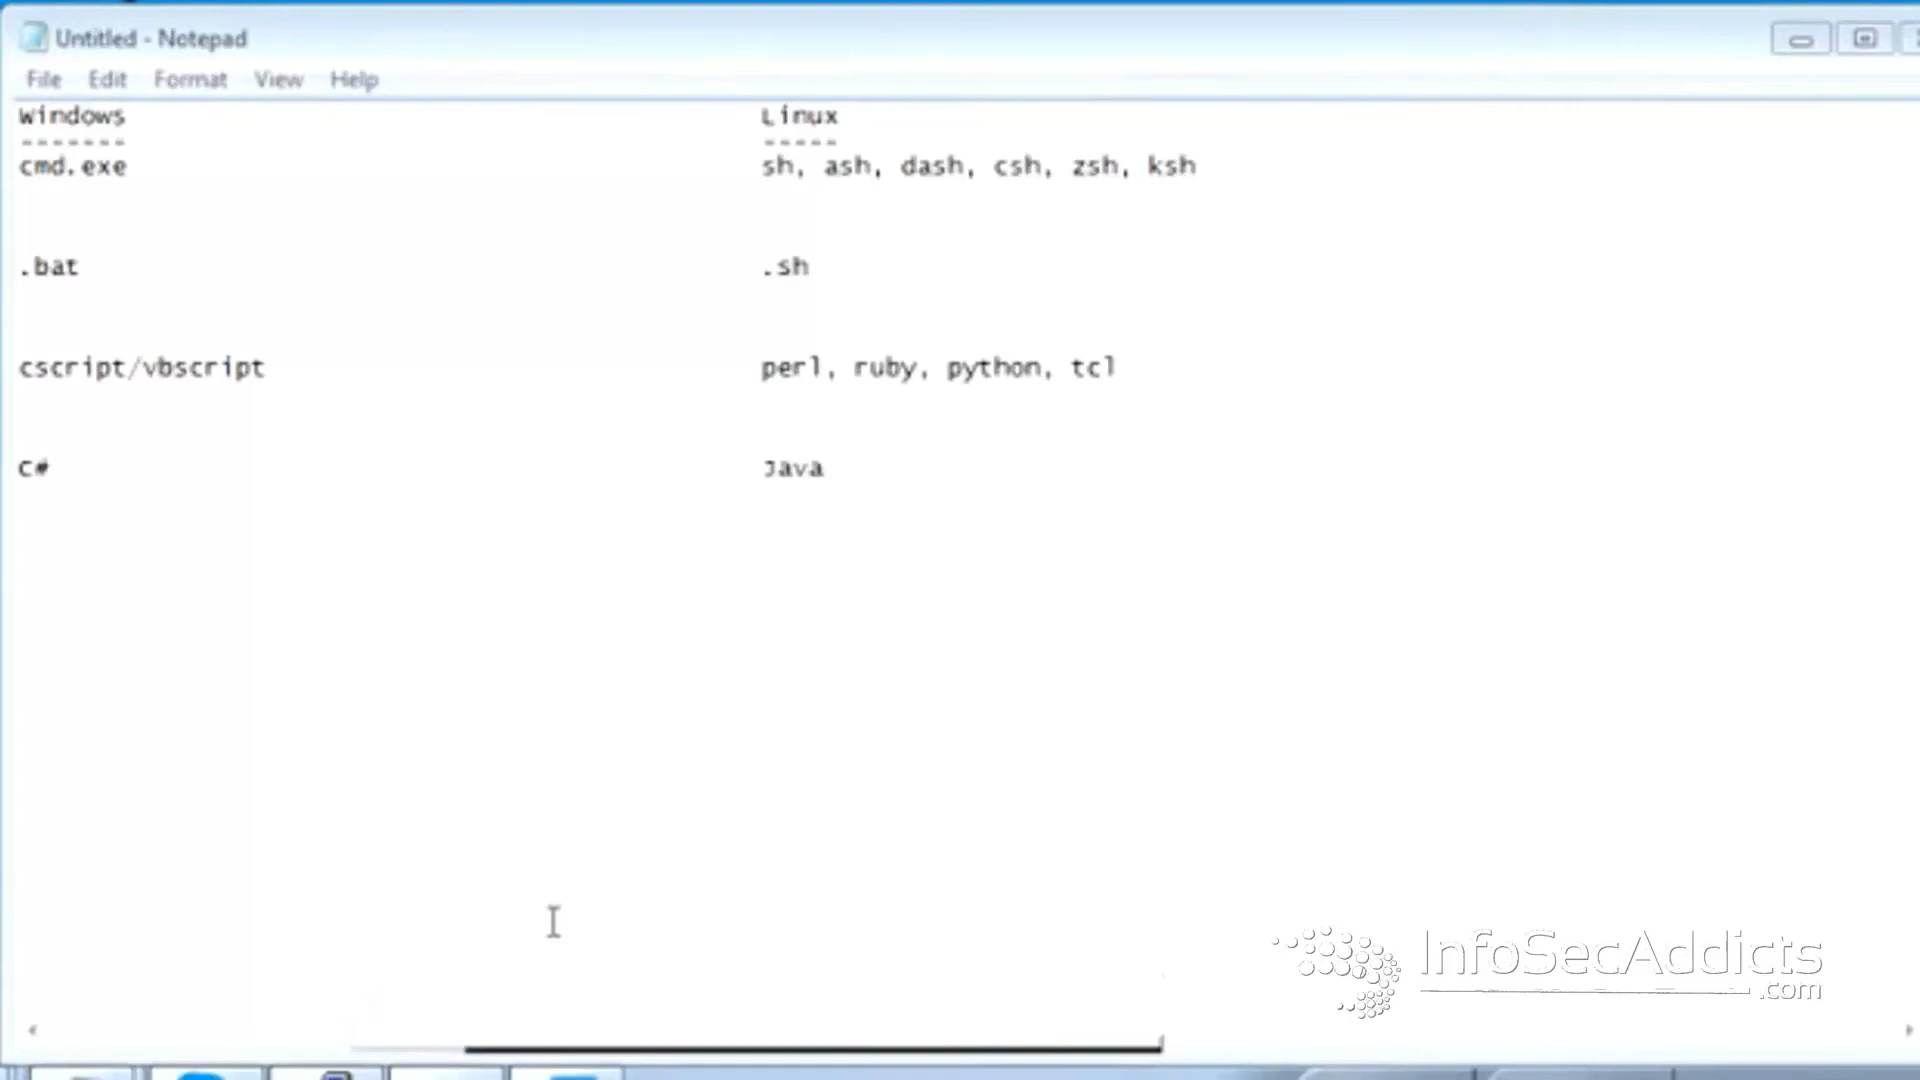 Untitled - Notepad
File Edit Format View Help
Windows Linux
------- -----
cmd.exe sh, ash, dash, csh, zsh, ksh
.bat .sh
cscript/vbscript perl, ruby, python, tcl
C# Java
InfoSecAddicts
.com